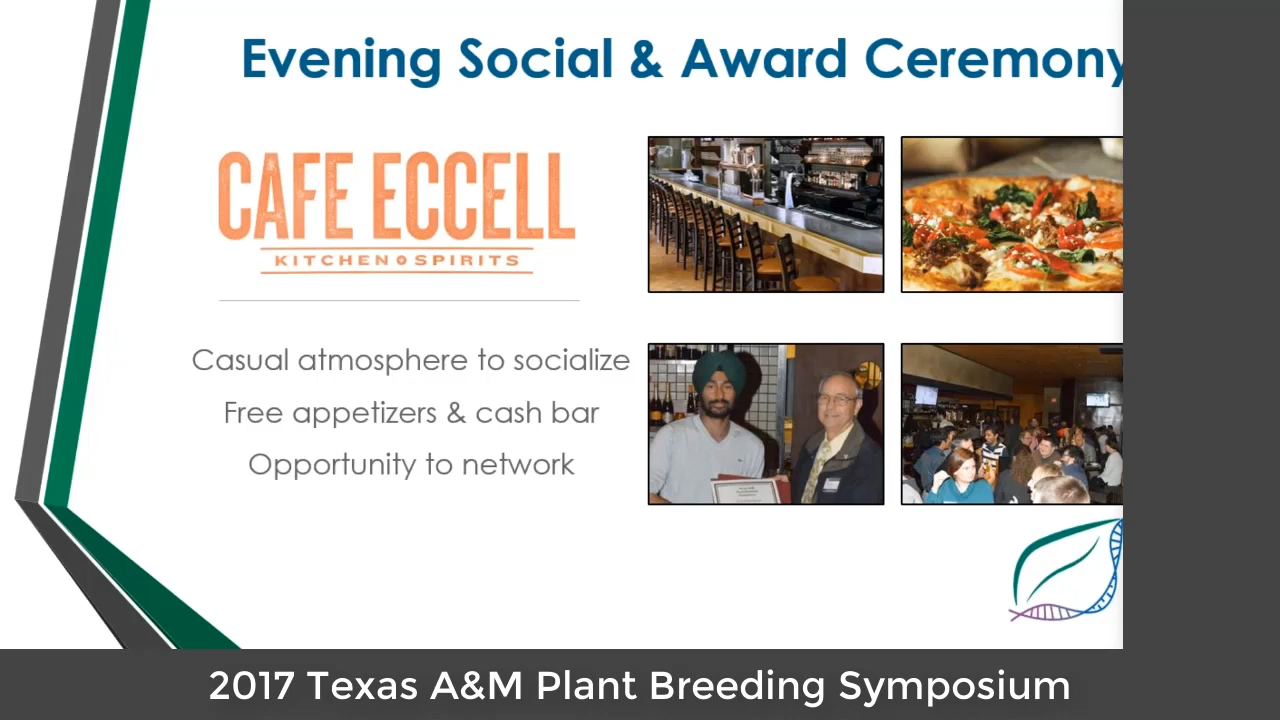 Evening Social & Award Ceremony
CAFE ECCELL
KITCHEN SPIRITS
Casual atmosphere to socialize
Free appetizers & cash bar
Opportunity to network
2017 Texas A&M Plant Breeding Symposium